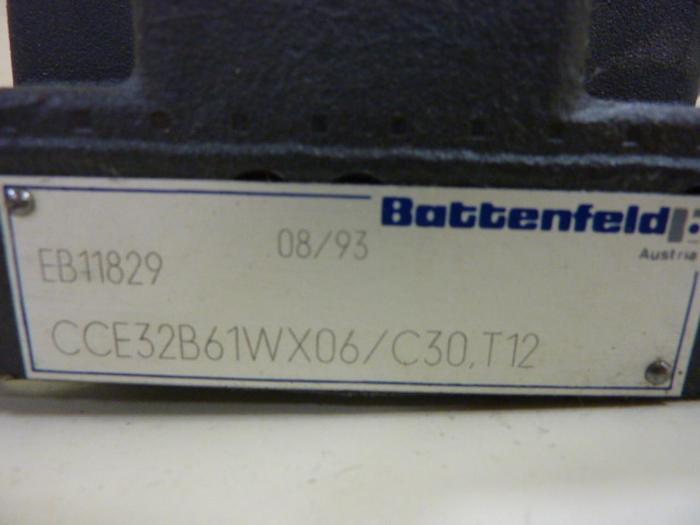 Battenfeld
Austria
08/93
EB11829
CCE32B61WX06/C30,T12